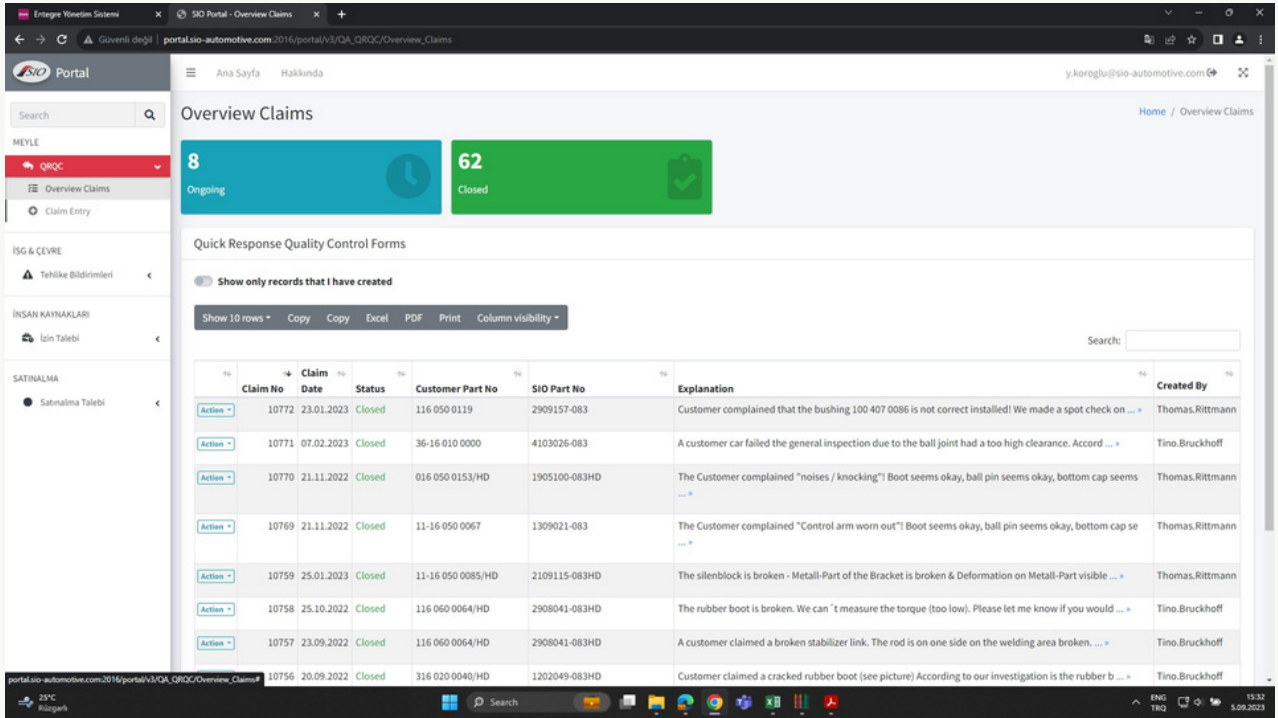 Entegre Yönetim Sistemi
SIO Portal - Overview Claims
Güvenli değil
portal.sio-automotive.com:2016/portal/v3/QA_QRQC/Overview_Claims
SIO Portal
Ana Sayfa Hakkında
y.koroglu@sio-automotive.com
Search
Overview Claims
Home / Overview Claims
MEYLE
QRQC
Overview Claims
Claim Entry
8
Ongoing
62
Closed
İSG & ÇEVRE
Tehlike Bildirimleri
İNSAN KAYNAKLARI
İzin Talebi
SATINALMA
Satınalma Talebi
Quick Response Quality Control Forms
Show only records that I have created
Show 10 rows Copy Copy Excel PDF Print Column visibility
Search:
Claim No Claim Date Status Customer Part No SIO Part No Explanation Created By
Action 10772 23.01.2023 Closed 116 050 0119 2909157-083 Customer complained that the bushing 100 407 0086 is not correct installed! We made a spot check on ... » Thomas.Rittmann
Action 10771 07.02.2023 Closed 36-16 010 0000 4103026-083 A customer car failed the general inspection due to the ball joint had a too high clearance. Accord ... » Tino.Bruckhoff
Action 10770 21.11.2022 Closed 016 050 0153/HD 1905100-083HD The Customer complained "noises / knocking"! Boot seems okay, ball pin seems okay, bottom cap seems Thomas.Rittmann
... »
Action 10769 21.11.2022 Closed 11-16 050 0067 1309021-083 The Customer complained "Control arm worn out"! Boot seems okay, ball pin seems okay, bottom cap se Thomas.Rittmann
... »
Action 10759 25.01.2023 Closed 11-16 050 0085/HD 2109115-083HD The silenblock is broken - Metall-Part of the Bracket is broken & Deformation on Metall-Part visible ... » Thomas.Rittmann
Action 10758 25.10.2022 Closed 116 060 0064/HD 2908041-083HD The rubber boot is broken. We can´t measure the torque (too low). Please let me know if you would ... » Tino.Bruckhoff
Action 10757 23.09.2022 Closed 116 060 0064/HD 2908041-083HD A customer claimed a broken stabilizer link. The rod is on one side on the welding area broken. ... » Tino.Bruckhoff
10756 20.09.2022 Closed 316 020 0040/HD 1202049-083HD Customer claimed a cracked rubber boot (see picture) According to our investigation is the rubber b ... » Tino.Bruckhoff
portal.sio-automotive.com:2016/portal/v3/QA_QRQC/Overview_Claims#
25°C
Rüzgarlı
Search
ENG
TRQ
15:32
5.09.2023